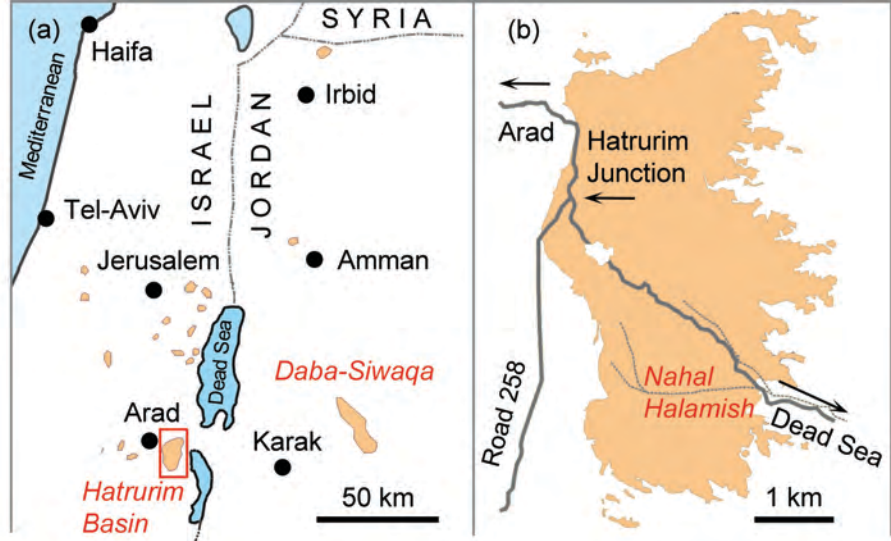 (a)
SYRIA
Haifa
Mediterranean
Irbid
ISRAEL
JORDAN
Tel-Aviv
Jerusalem
Amman
Dead Sea
Daba-Siwaqa
Arad
Karak
Hatrurim
Basin
50 km
(b)
Arad
Hatrurim
Junction
Road 258
Nahal
Halamish
Dead Sea
1 km